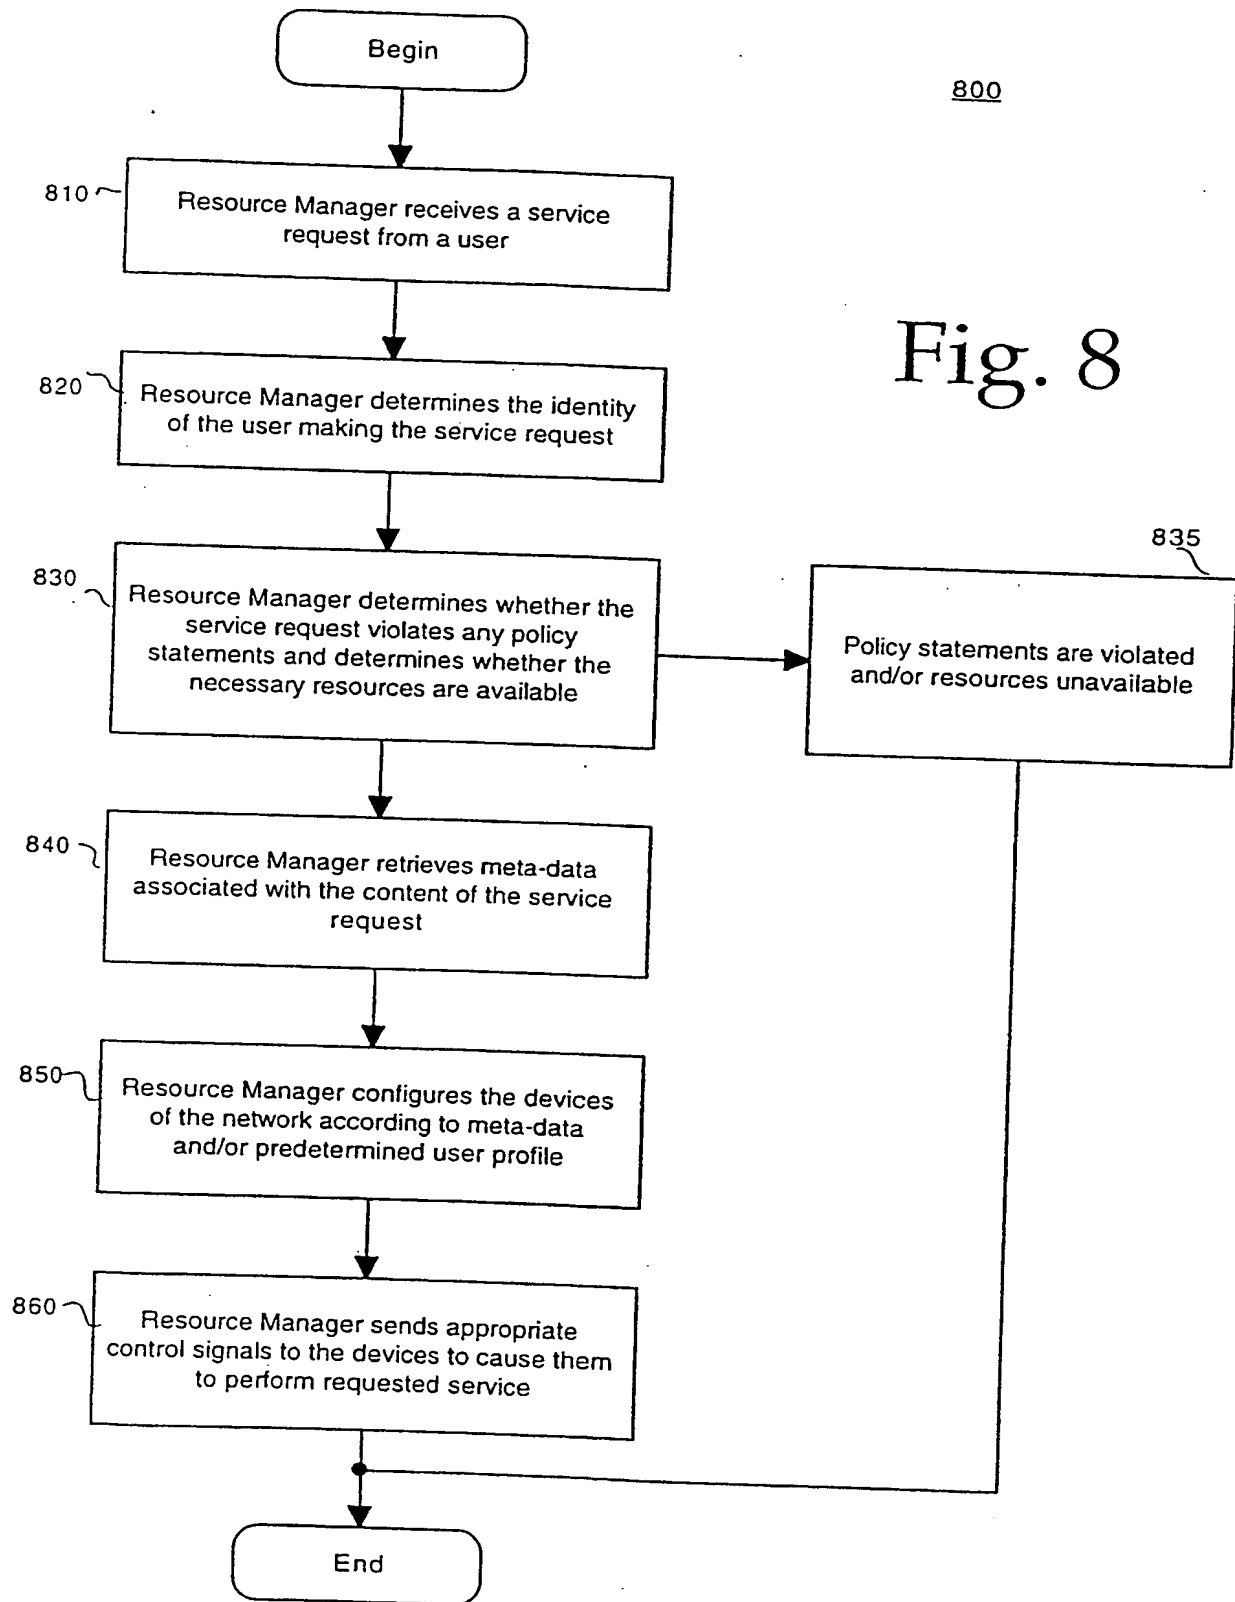 Begin
800
810
Resource Manager receives a service
request from a user
Fig. 8
820
Resource Manager determines the identity
of the user making the service request
835
830
Resource Manager determines whether the
service request violates any policy
statements and determines whether the
necessary resources are available
Policy statements are violated
and/or resources unavailable
840
Resource Manager retrieves meta-data
associated with the content of the service
request
850
Resource Manager configures the devices
of the network according to meta-data
and/or predetermined user profile
860
Resource Manager sends appropriate
control signals to the devices to cause them
to perform requested service
End